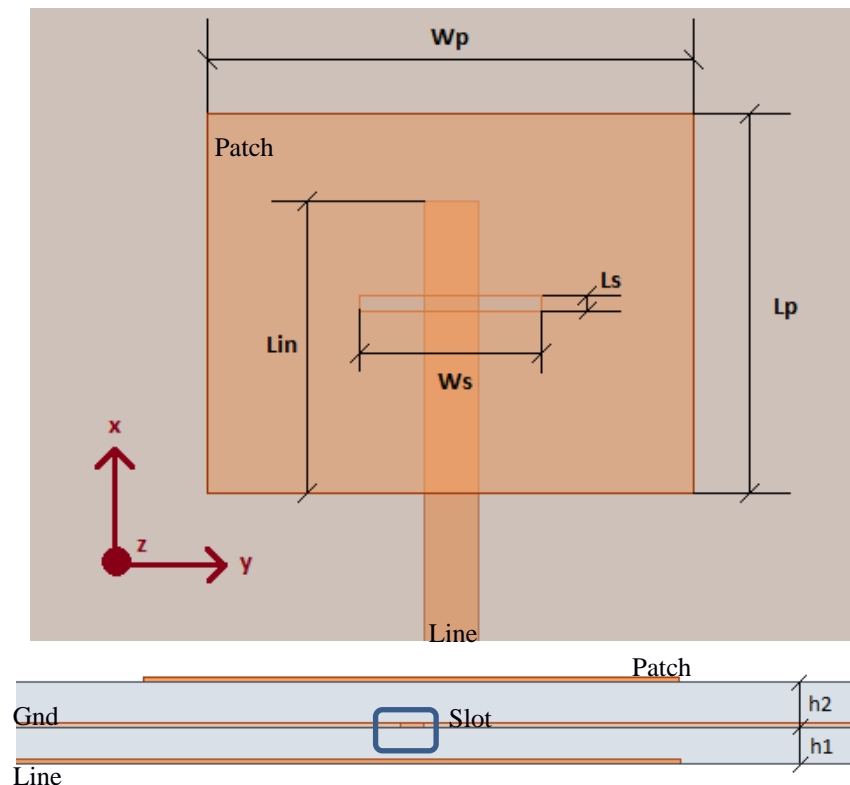 Wp
Patch
Ls
Lp
Lin
Ws
x
z
y
Line
Patch
h2
Gnd
Slot
h1
Line